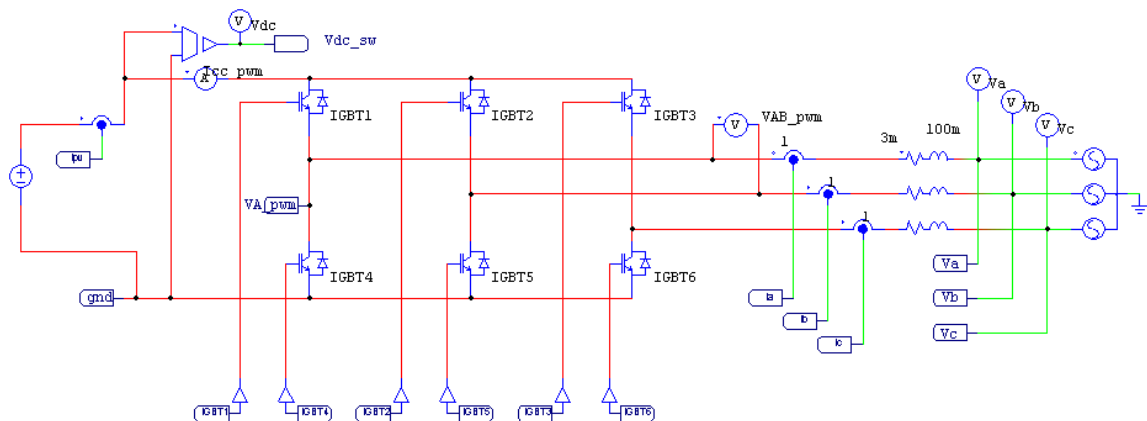 V Vdc
Vdc_sw
Icc_pwm
A
Ipu
IGBT1
IGBT2
IGBT3
V
VAB_pwm
1
1
1
3m
100m
V Va
V Vb
V Vc
VA_pwm
IGBT4
IGBT5
IGBT6
gnd
Ia
Ib
Ic
Va
Vb
Vc
IGBT1
IGBT4
IGBT2
IGBT5
IGBT3
IGBT6